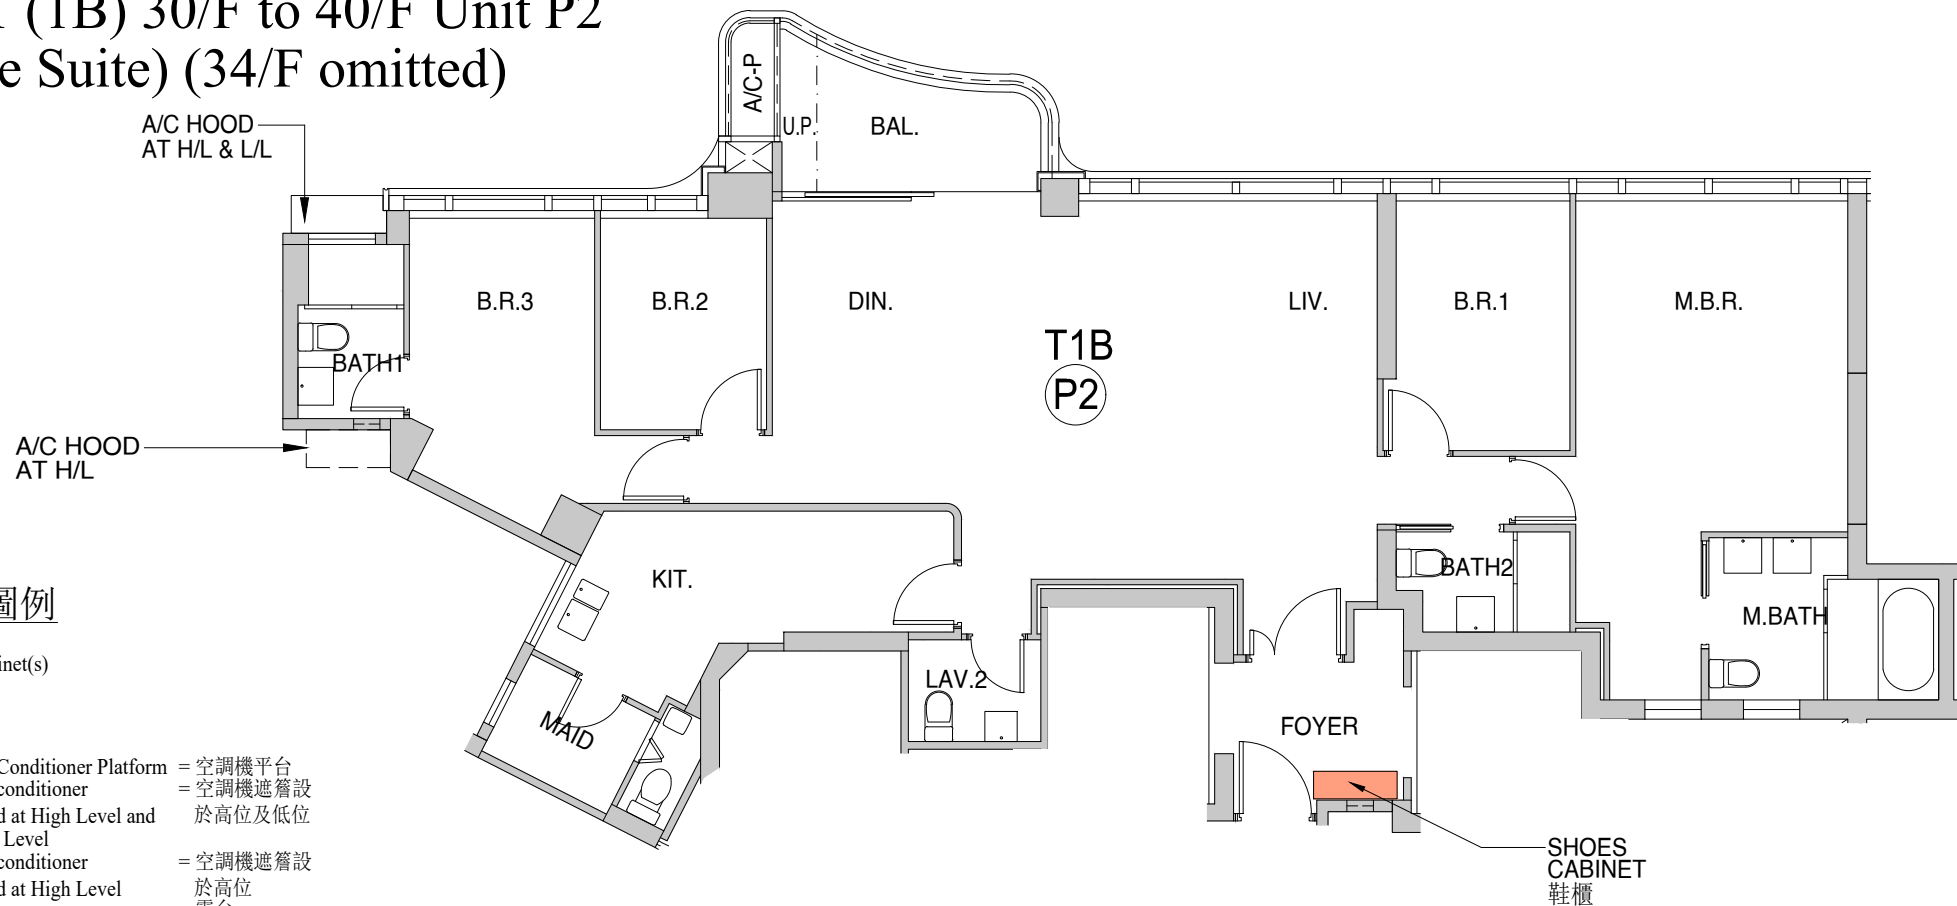 (1B) 30/F to 40/F Unit P2
Suite) (34/F omitted)
A/C HOOD
AT H/L & L/L
A/C-P
U.P.
BAL.
B.R.3
B.R.2
DIN.
LIV.
B.R.1
M.B.R.
T1B
P2
BATH1
A/C HOOD
AT H/L
KIT.
BATH2
M.BATH
LAV.2
MAID
FOYER
SHOES
CABINET
鞋櫃
圖例
Conditioner Platform = 空調機平台
= 空調機遮簷設
at High Level and 於高位及低位
Level
= 空調機遮簷設
at High Level 於高位